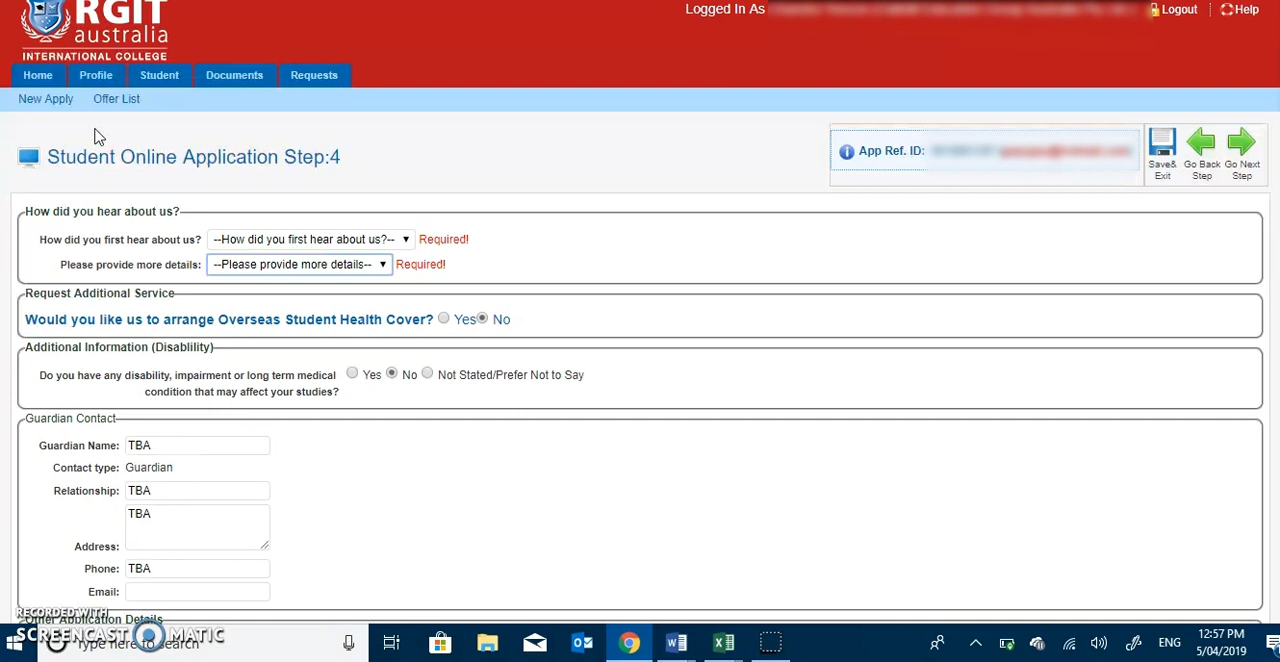 RGIT
australia
INTERNATIONAL COLLEGE
Logged In As
Logout
Help
Home Profile Student Documents Requests
New Apply Offer List
Student Online Application Step:4
App Ref. ID:
Save& Exit
Go Back Step
Go Next Step
How did you hear about us?
How did you first hear about us? --How did you first hear about us?-- Required!
Please provide more details: --Please provide more details-- Required!
Request Additional Service
Would you like us to arrange Overseas Student Health Cover? Yes No
Additional Information (Disablility)
Do you have any disability, impairment or long term medical Yes No Not Stated/Prefer Not to Say
condition that may affect your studies?
Guardian Contact
Guardian Name: TBA
Contact type: Guardian
Relationship: TBA
TBA
Address:
Phone: TBA
Email:
Other Application Details
RECORDED WITH
SCREENCAST MATIC
Type here to search
ENG
12:57 PM
5/04/2019